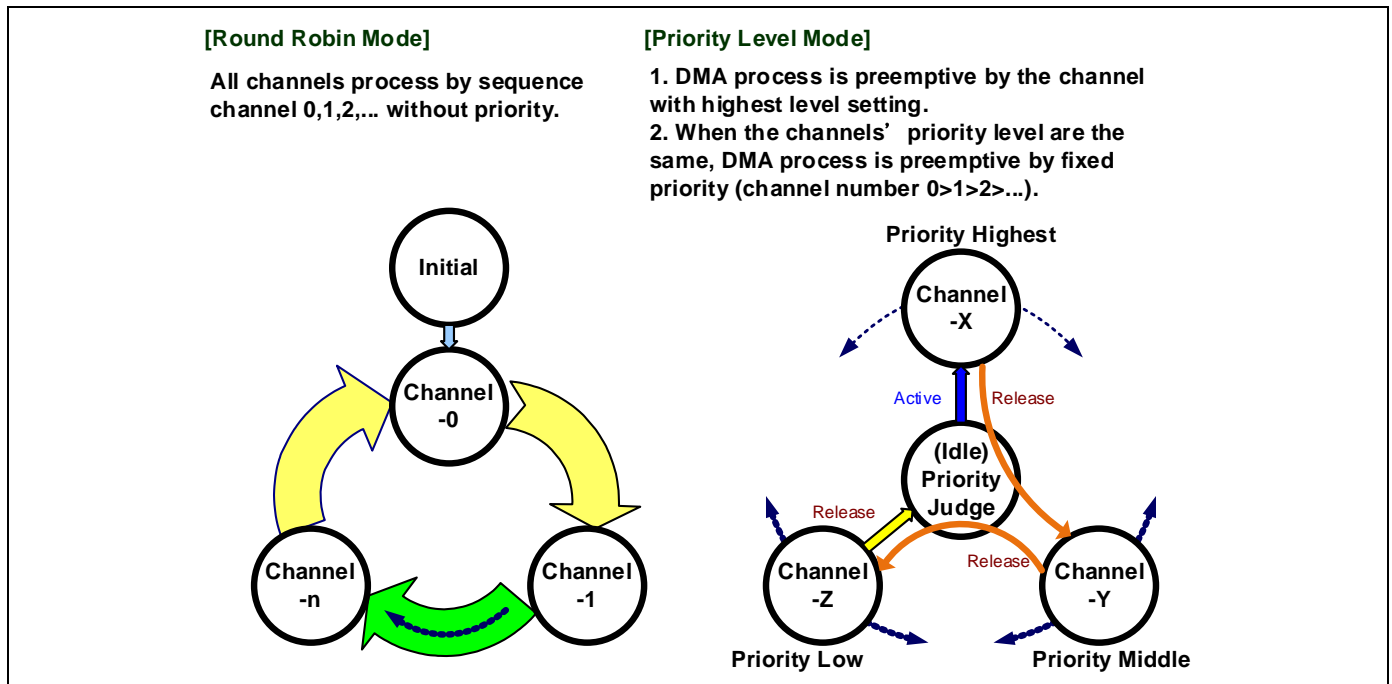 [Round Robin Mode]
All channels process by sequence
channel 0,1,2,... without priority.
Initial
Channel
-0
Channel
-n
Channel
-1
[Priority Level Mode]
1. DMA process is preemptive by the channel
with highest level setting.
2. When the channels’ priority level are the
same, DMA process is preemptive by fixed
priority (channel number 0>1>2>...).
Priority Highest
Channel
-X
Active
Release
(Idle)
Priority
Judge
Release
Release
Channel
-Z
Channel
-Y
Priority Low
Priority Middle